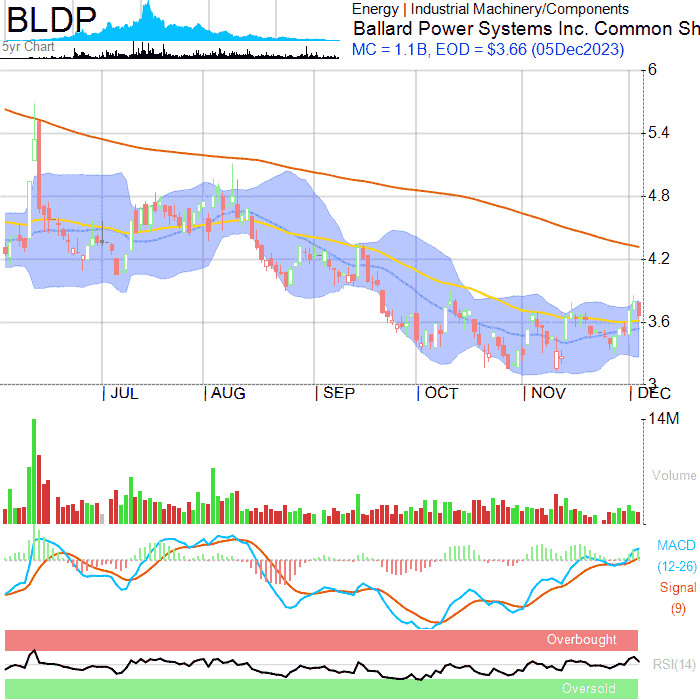 BLDP
5yr Chart
Energy | Industrial Machinery/Components
Ballard Power Systems Inc. Common Sh
MC = 1.1B, EOD = $3.66 (05Dec2023)
6
5.4
4.8
4.2
3.6
3
JUL
AUG
SEP
OCT
NOV
DEC
14M
Volume
MACD
(12-26)
Signal
(9)
Overbought
RSI(14)
Oversold